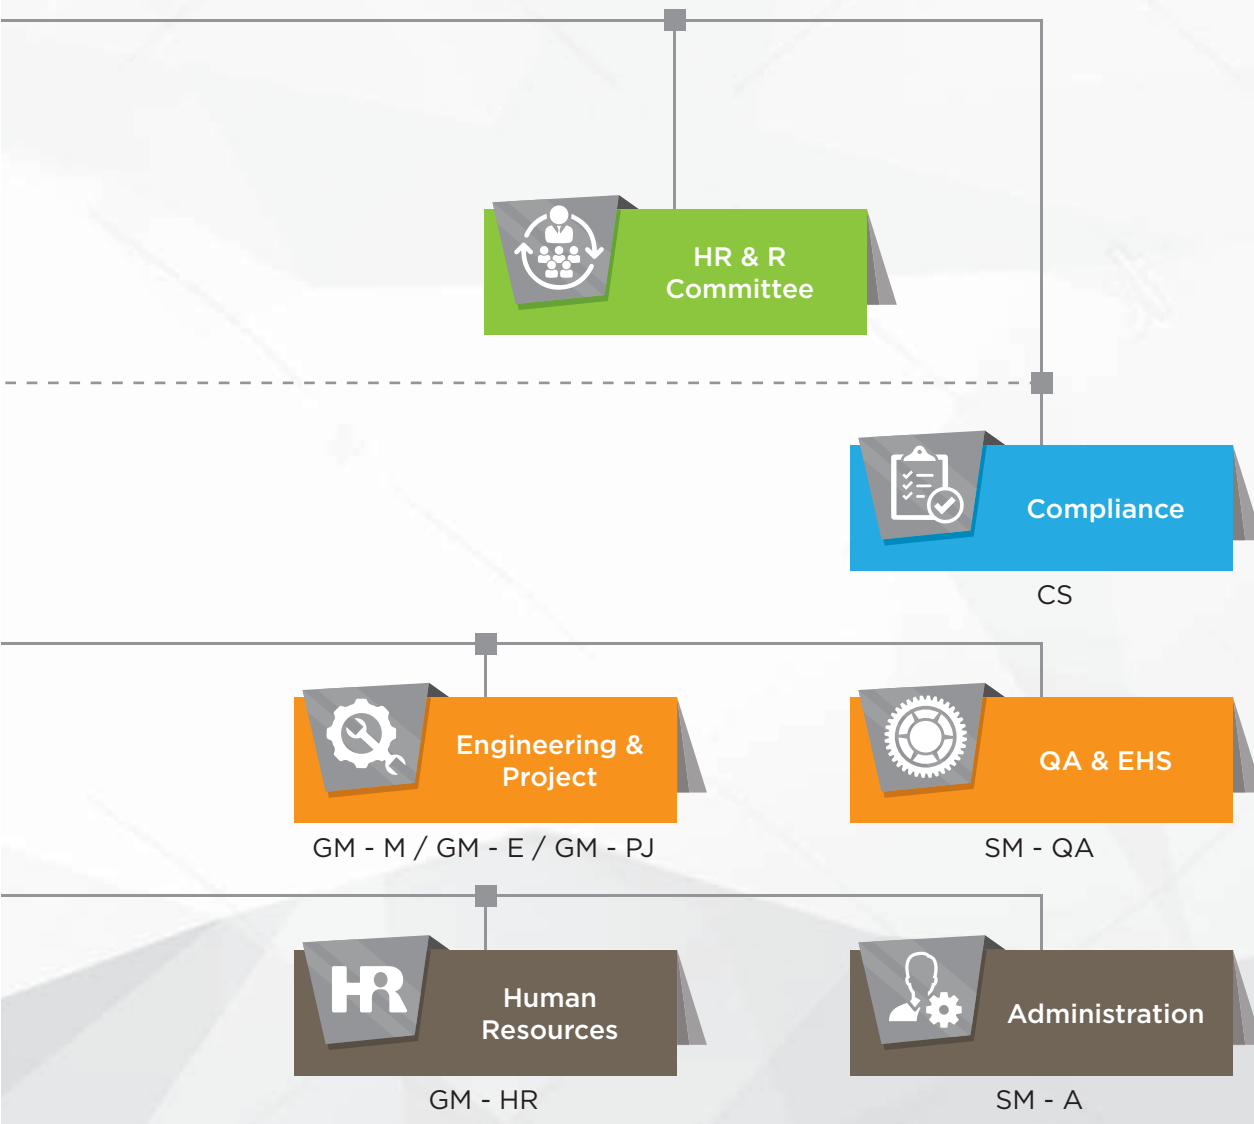 HR & R
Committee
Compliance
CS
Engineering &
Project
QA & EHS
GM - M / GM - E / GM - PJ
SM - QA
HR
Human
Resources
Administration
GM - HR
SM - A